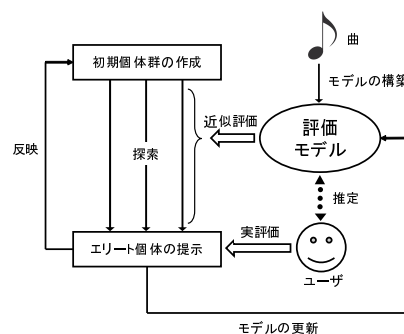 曲
初期個体群の作成
モデルの構築
近似評価
評価
モデル
反映
探索
推定
実評価
エリート個体の提示
ユーザ
モデルの更新